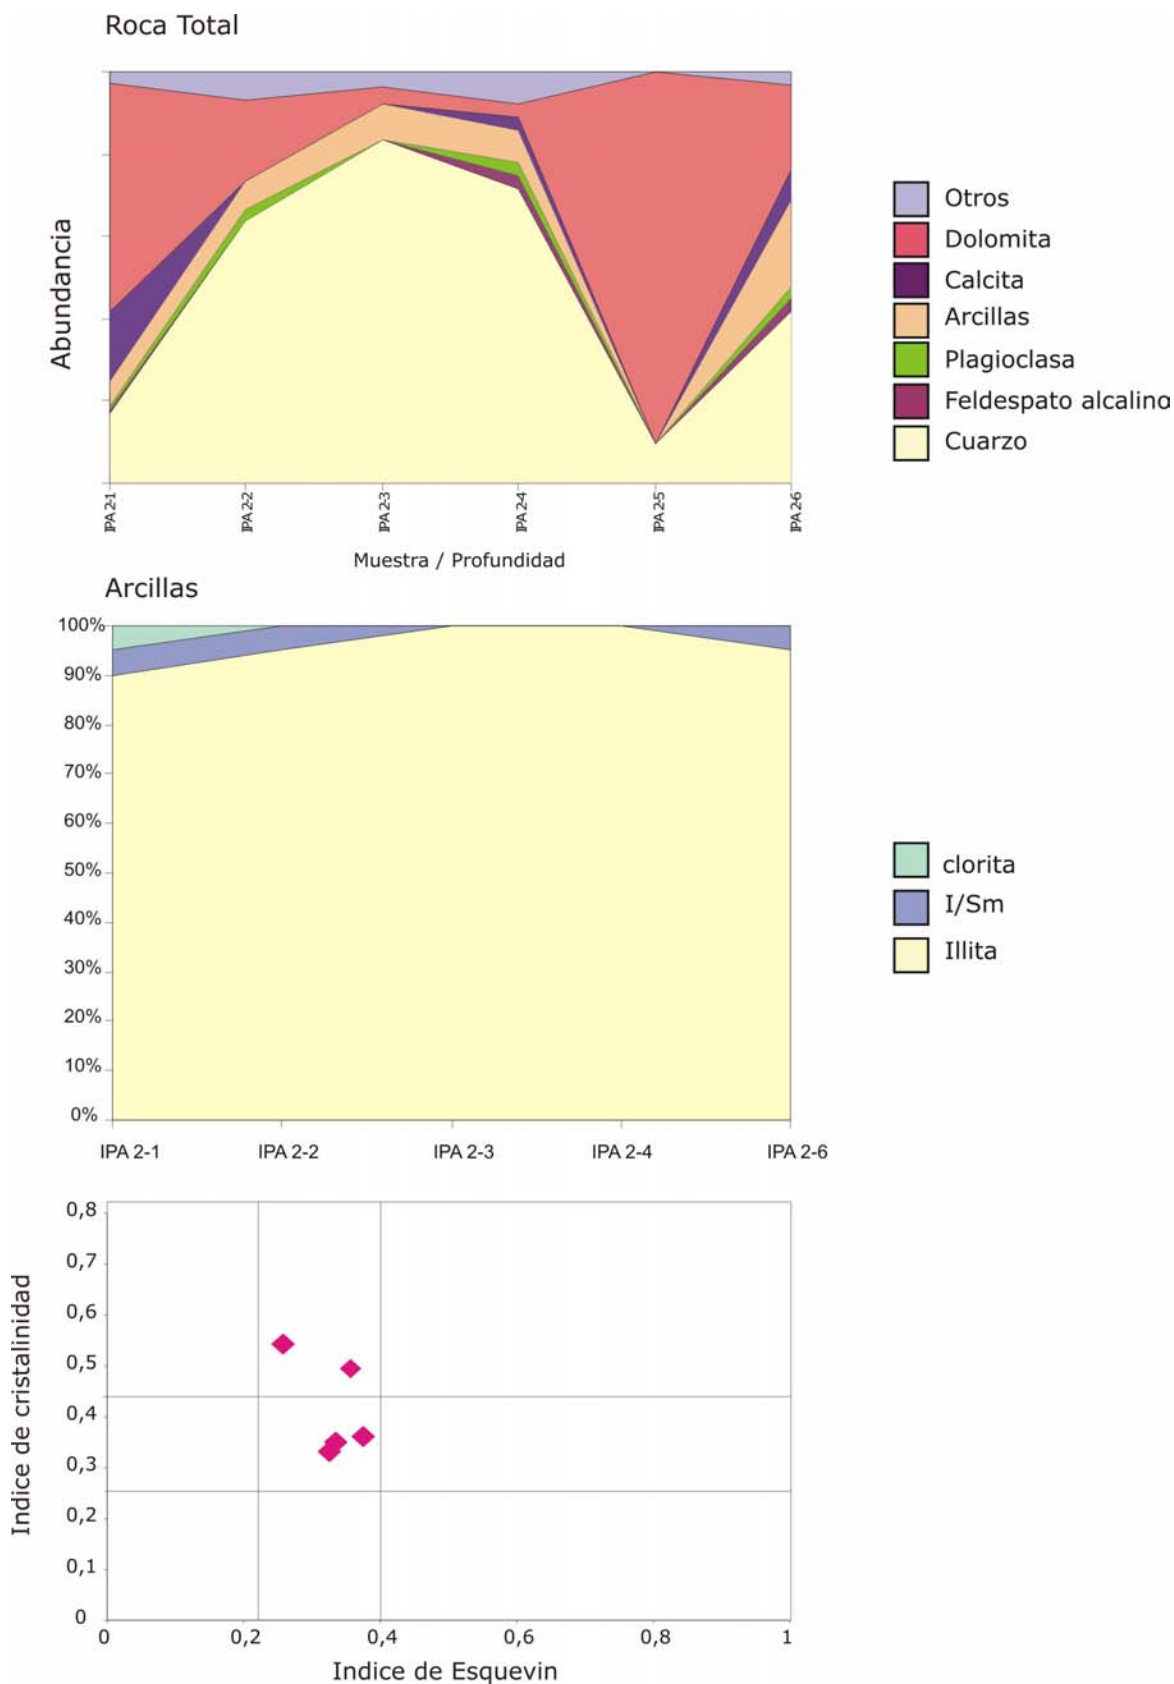 Roca Total
Abundancia
Otros
Dolomita
Calcita
Arcillas
Plagioclasa
Feldespato alcalino
Cuarzo
IPA 2-1
IPA 2-2
IPA 2-3
IPA 2-4
IPA 2-5
IPA 2-6
Muestra / Profundidad
Arcillas
100%
90%
80%
70%
60%
50%
40%
30%
20%
10%
0%
clorita
I/Sm
Illita
IPA 2-1 IPA 2-2 IPA 2-3 IPA 2-4 IPA 2-6
Indice de cristalinidad
0,8
0,7
0,6
0,5
0,4
0,3
0,2
0,1
0
0 0,2 0,4 0,6 0,8 1
Indice de Esquevin